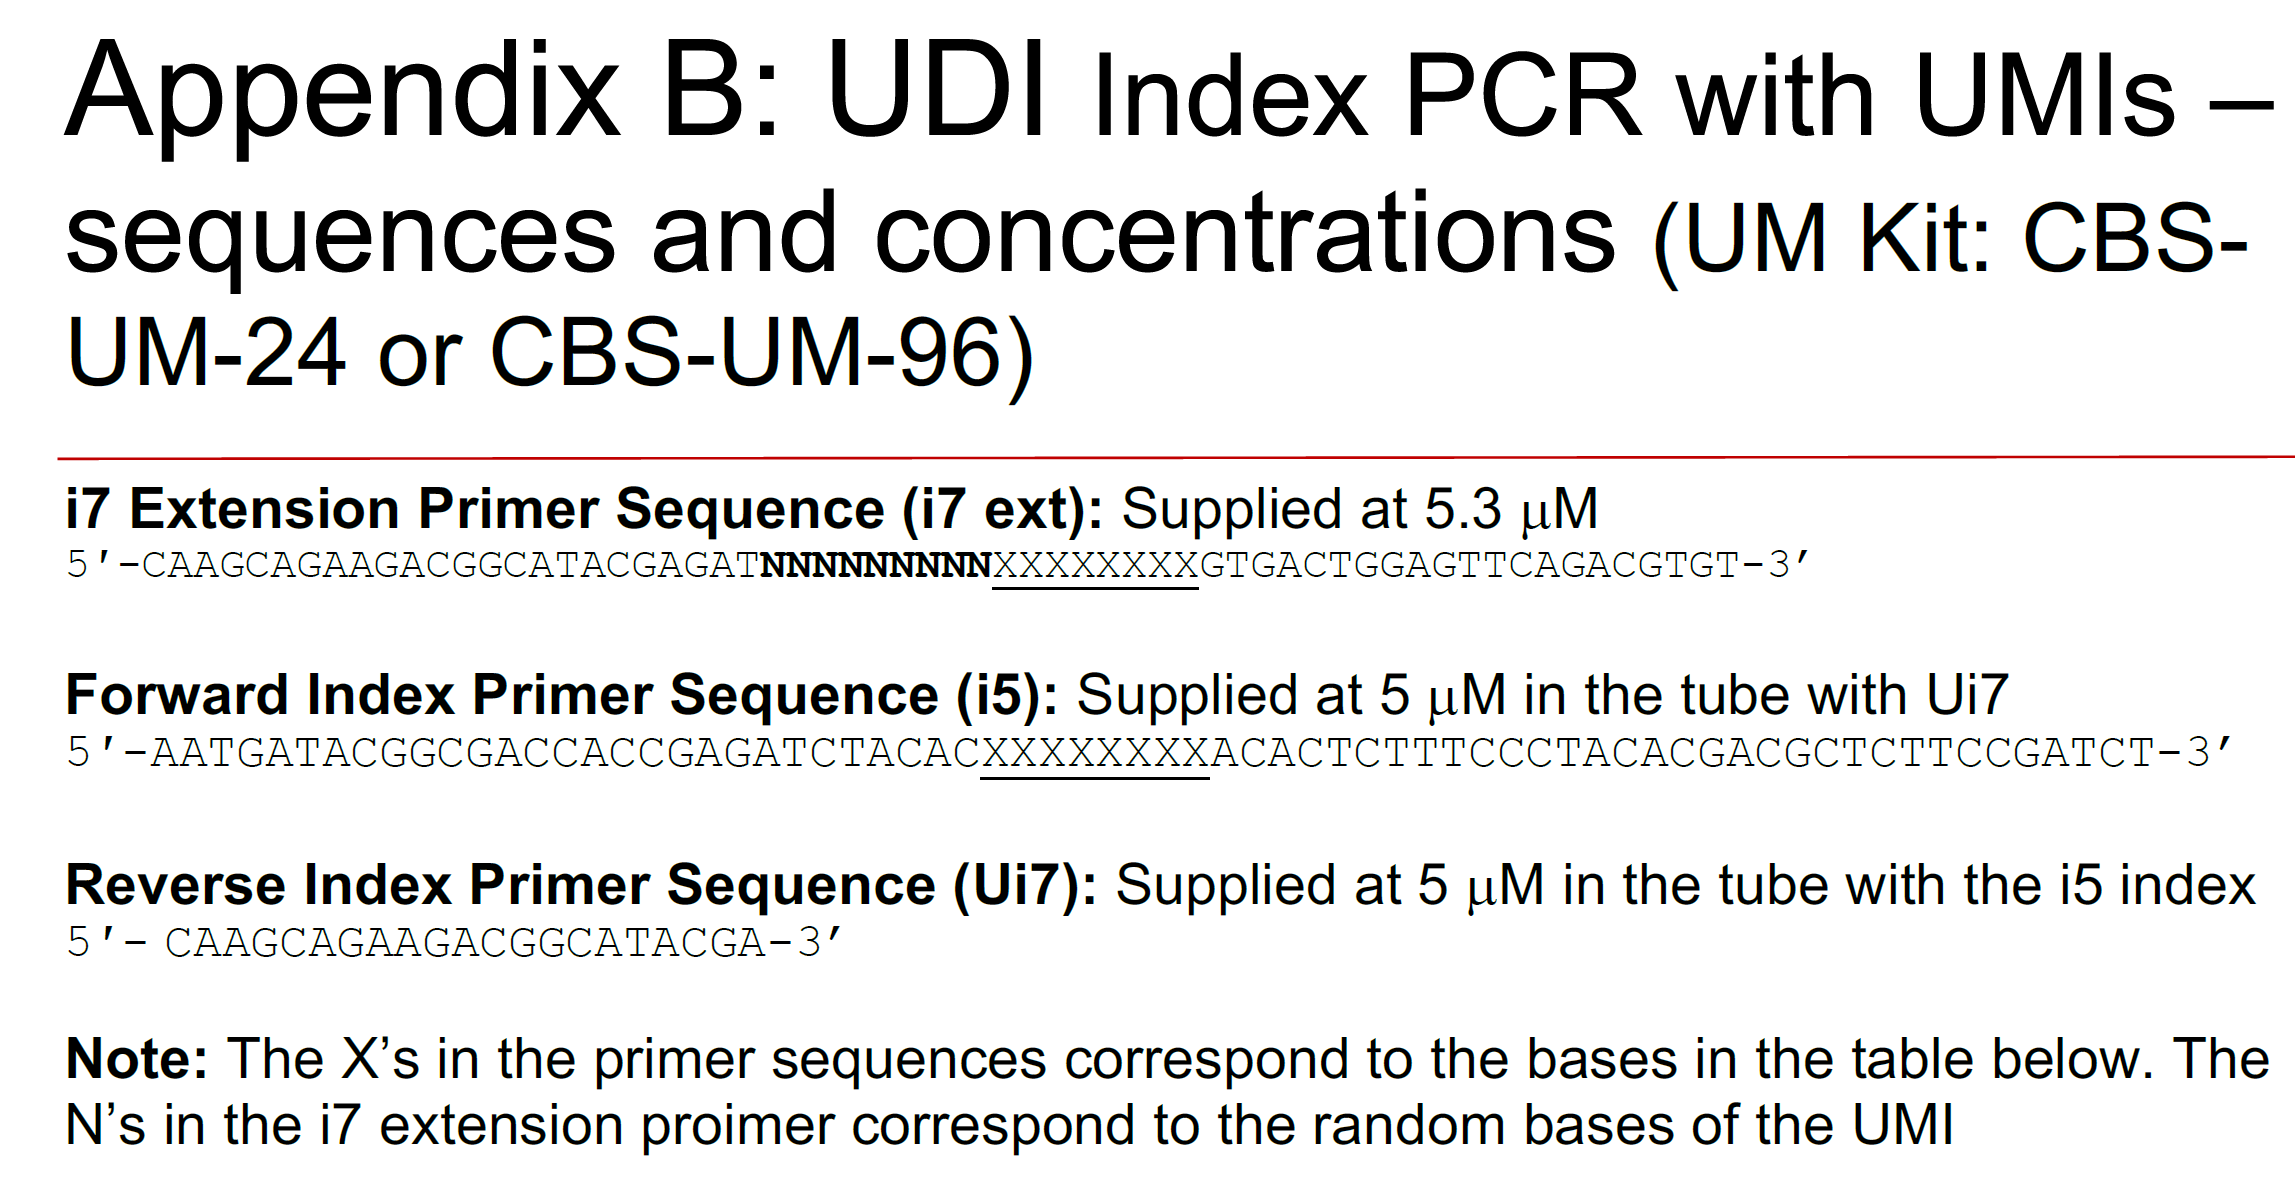 Appendix B: UDI Index PCR with UMIs –
sequences and concentrations (UM Kit: CBS-
UM-24 or CBS-UM-96)
i7 Extension Primer Sequence (i7 ext): Supplied at 5.3 μM
5′-CAAGCAGAAGACGGCATACGAGATNNNNNNNNNXXXXXXXXGTGACTGGAGTTCAGACGTGT-3′
Forward Index Primer Sequence (i5): Supplied at 5 μM in the tube with Ui7
5′-AATGATACGGCGACCACCGAGATCTACACXXXXXXXXACACTCTTTCCCTACACGACGCTCTTCCGATCT-3′
Reverse Index Primer Sequence (Ui7): Supplied at 5 μM in the tube with the i5 index
5′- CAAGCAGAAGACGGCATACGA-3′
Note: The X’s in the primer sequences correspond to the bases in the table below. The
N’s in the i7 extension proimer correspond to the random bases of the UMI